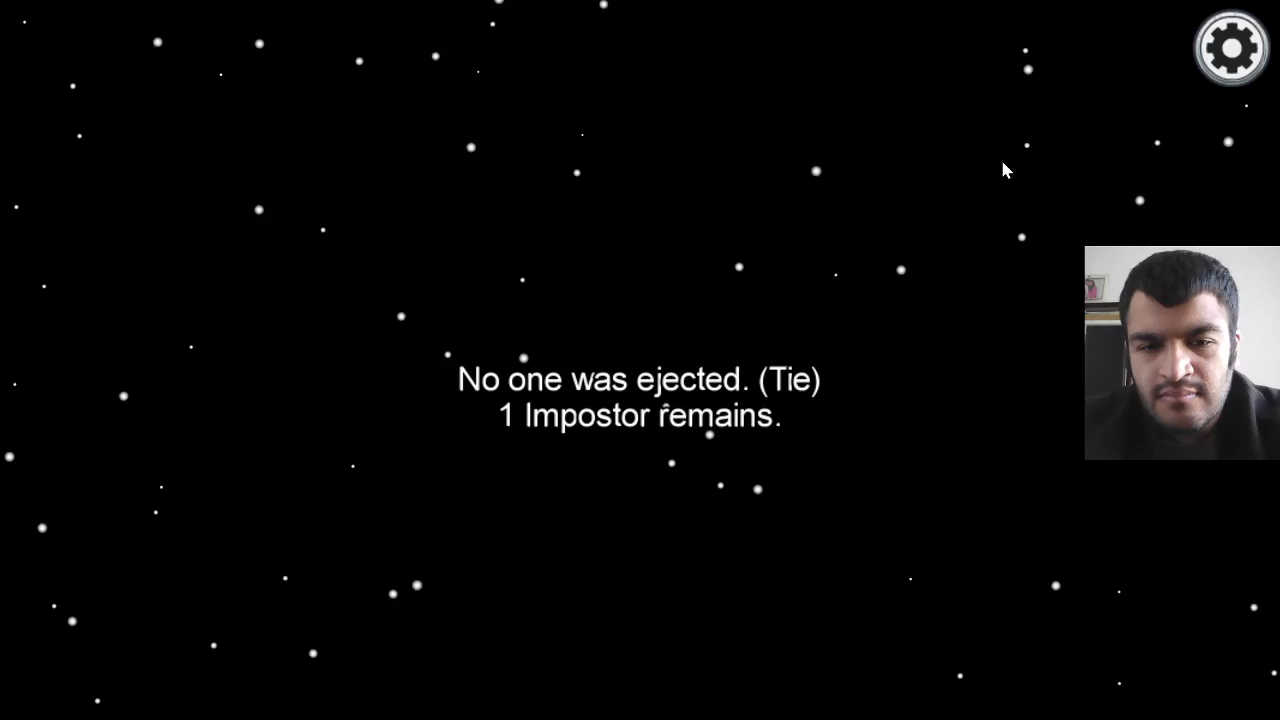 No one was ejected. (Tie)
1 Impostor remains.